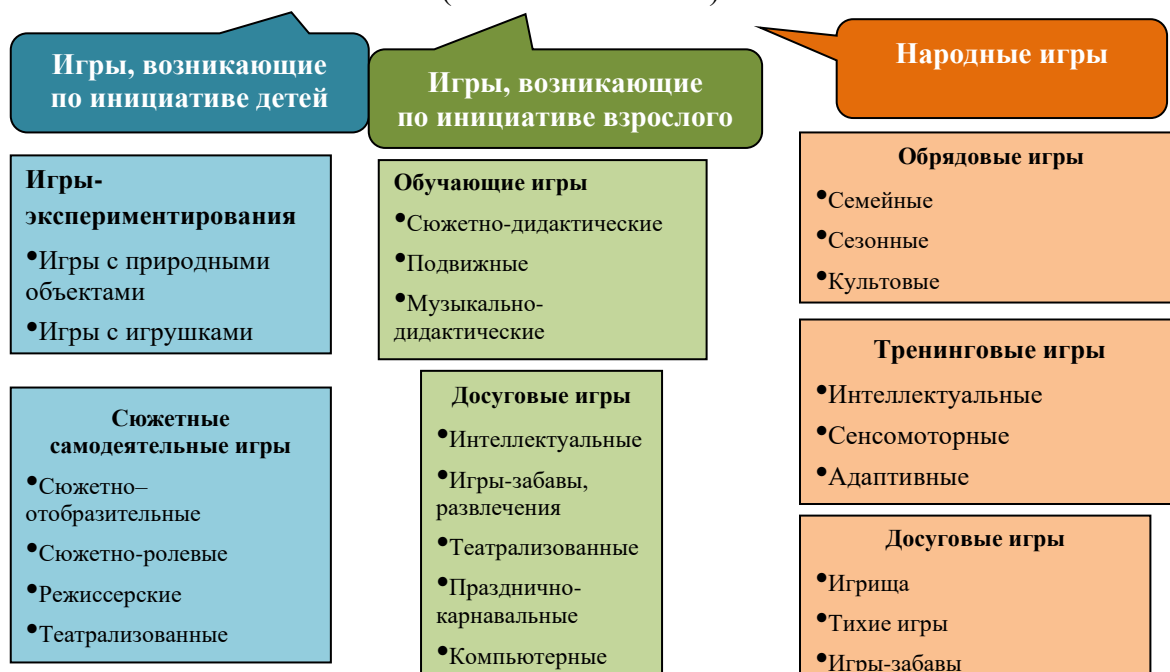 Игры, возникающие
по инициативе детей
Игры-
экспериментирования
•Игры с природными
объектами
•Игры с игрушками
Сюжетные
самодеятельные игры
•Сюжетно–
отобразительные
•Сюжетно-ролевые
•Режиссерские
•Театрализованные
Игры, возникающие
по инициативе взрослого
Обучающие игры
•Сюжетно-дидактические
•Подвижные
•Музыкально-
дидактические
Досуговые игры
•Интеллектуальные
•Игры-забавы,
развлечения
•Театрализованные
•Празднично-
карнавальные
•Компьютерные
Народные игры
Обрядовые игры
•Семейные
•Сезонные
•Культовые
Тренинговые игры
•Интеллектуальные
•Сенсомоторные
•Адаптивные
Досуговые игры
•Игрища
•Тихие игры
•Игры-забавы